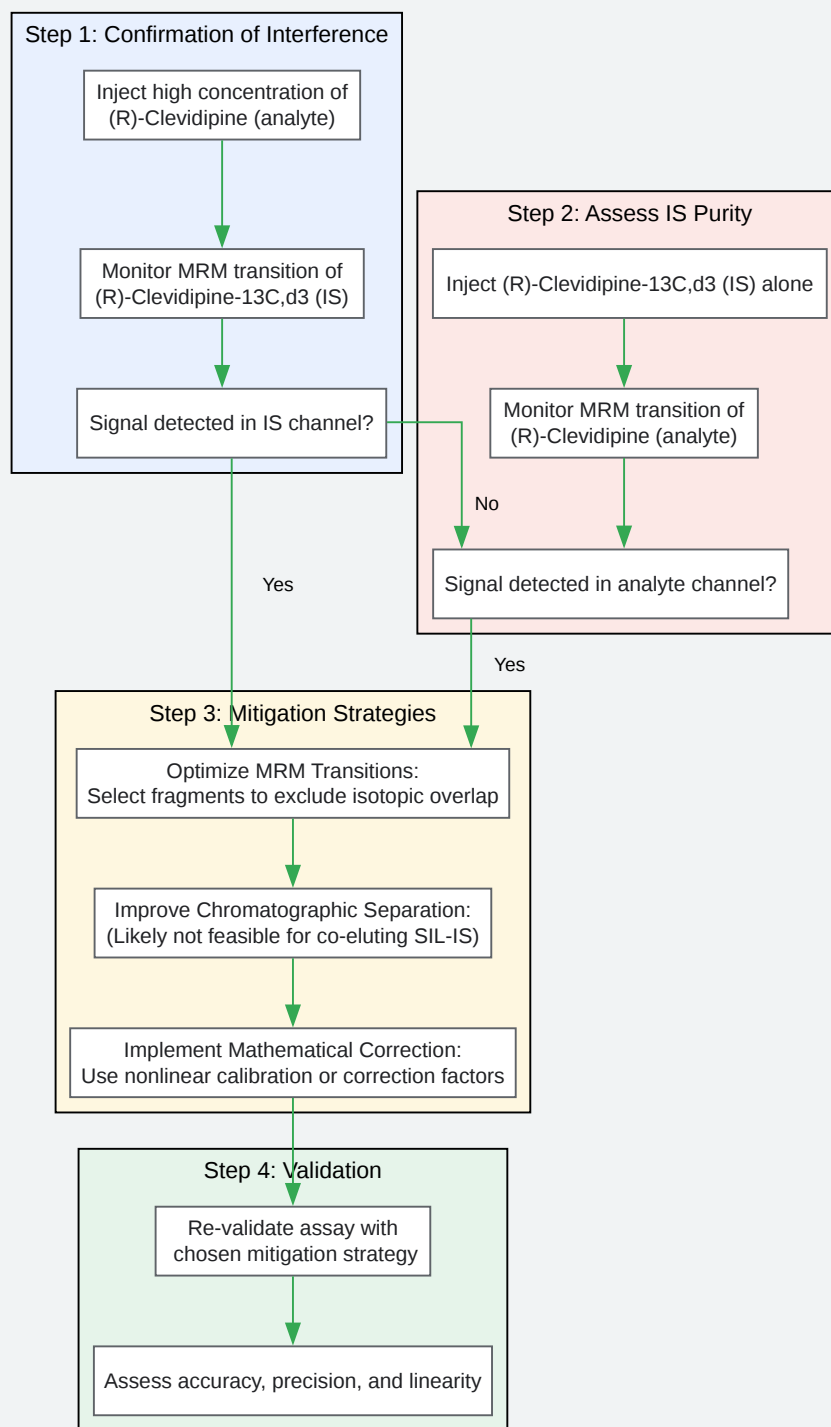 Step 1: Confirmation of Interference
Inject high concentration of
(R)-Clevidipine (analyte)
Monitor MRM transition of
(R)-Clevidipine-13C,d3 (IS)
Signal detected in IS channel?
Step 2: Assess IS Purity
Inject (R)-Clevidipine-13C,d3 (IS) alone
Monitor MRM transition of
(R)-Clevidipine (analyte)
No
Signal detected in analyte channel?
Yes
Yes
Step 3: Mitigation Strategies
Optimize MRM Transitions:
Select fragments to exclude isotopic overlap
Improve Chromatographic Separation:
(Likely not feasible for co-eluting SIL-IS)
Implement Mathematical Correction:
Use nonlinear calibration or correction factors
Step 4: Validation
Re-validate assay with
chosen mitigation strategy
Assess accuracy, precision, and linearity